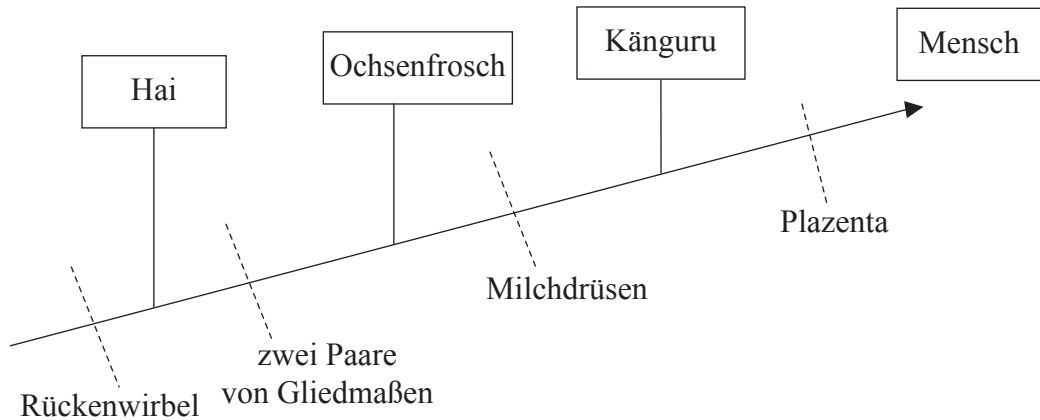 Hai
Ochsenfrosch
Känguru
Mensch
Rückenwirbel
zwei Paare
von Gliedmaßen
Milchdrüsen
Plazenta